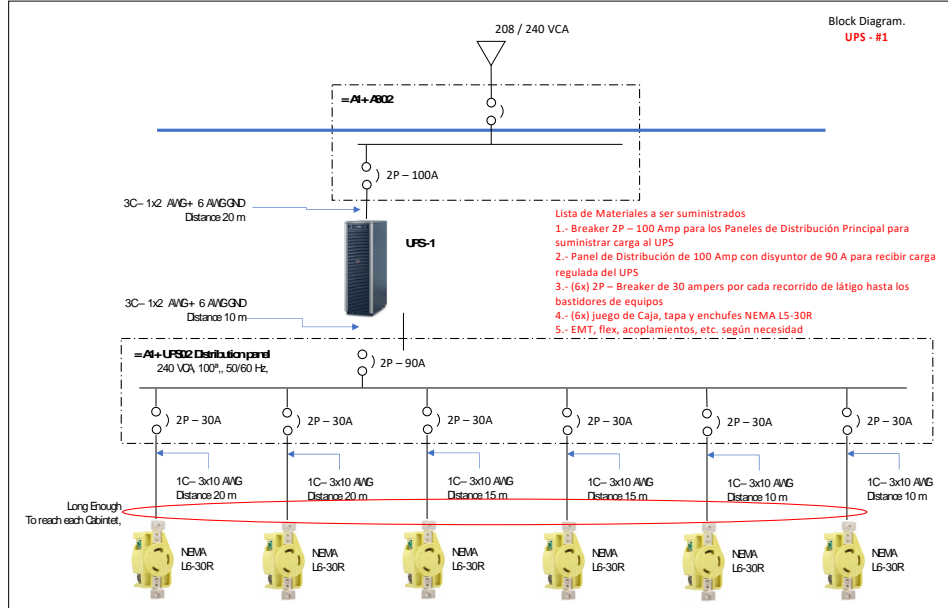 208 / 240 VCA
Block Diagram.
UPS - #1
= A1 + A302
2P – 100A
3C– 1x2 AWG+ 6 AWGGND
Distance 20 m
UPS-1
Lista de Materiales a ser suministrados
1.- Breaker 2P – 100 Amp para los Paneles de Distribución Principal para
suministrar carga al UPS
2.- Panel de Distribución de 100 Amp con disyuntor de 90 A para recibir carga
regulada del UPS
3.- (6x) 2P – Breaker de 30 ampers por cada recorrido de látigo hasta los
bastidores de equipos
4.- (6x) juego de Caja, tapa y enchufes NEMA L5-30R
5.- EMT, flex, acoplamientos, etc. según necesidad
3C– 1x2 AWG+ 6 AWGGND
Distance 10 m
= A1 + UPS02 Distribution panel
240 VCA, 100ª,, 50/60 Hz,
2P – 90A
2P – 30A
2P – 30A
2P – 30A
2P – 30A
2P – 30A
2P – 30A
1C– 3x10 AWG
Distance 20 m
1C– 3x10 AWG
Distance 20 m
1C– 3x10 AWG
Distance 15 m
1C– 3x10 AWG
Distance 15 m
1C– 3x10 AWG
Distance 10 m
1C– 3x10 AWG
Distance 10 m
Long Enough
To reach each Cabintet,
NEMA
L6-30R
NEMA
L6-30R
NEMA
L6-30R
NEMA
L6-30R
NEMA
L6-30R
NEMA
L6-30R